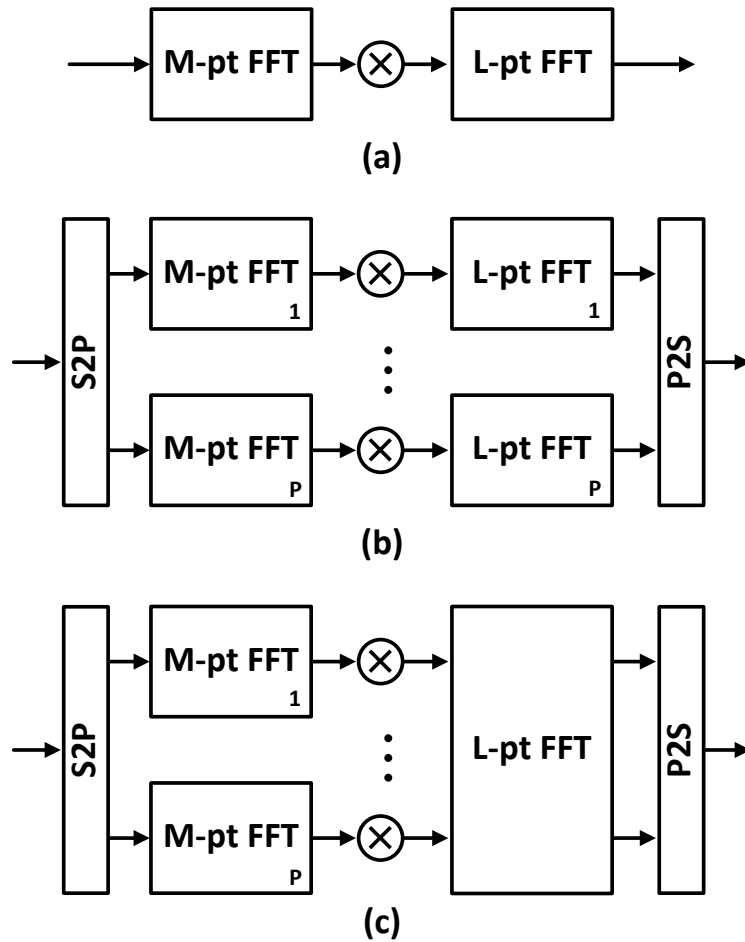 M-pt FFT L-pt FFT
(a)
S2P M-pt FFT 1 L-pt FFT 1 P2S
M-pt FFT P L-pt FFT P
(b)
S2P M-pt FFT 1 L-pt FFT P2S
M-pt FFT P
(c)